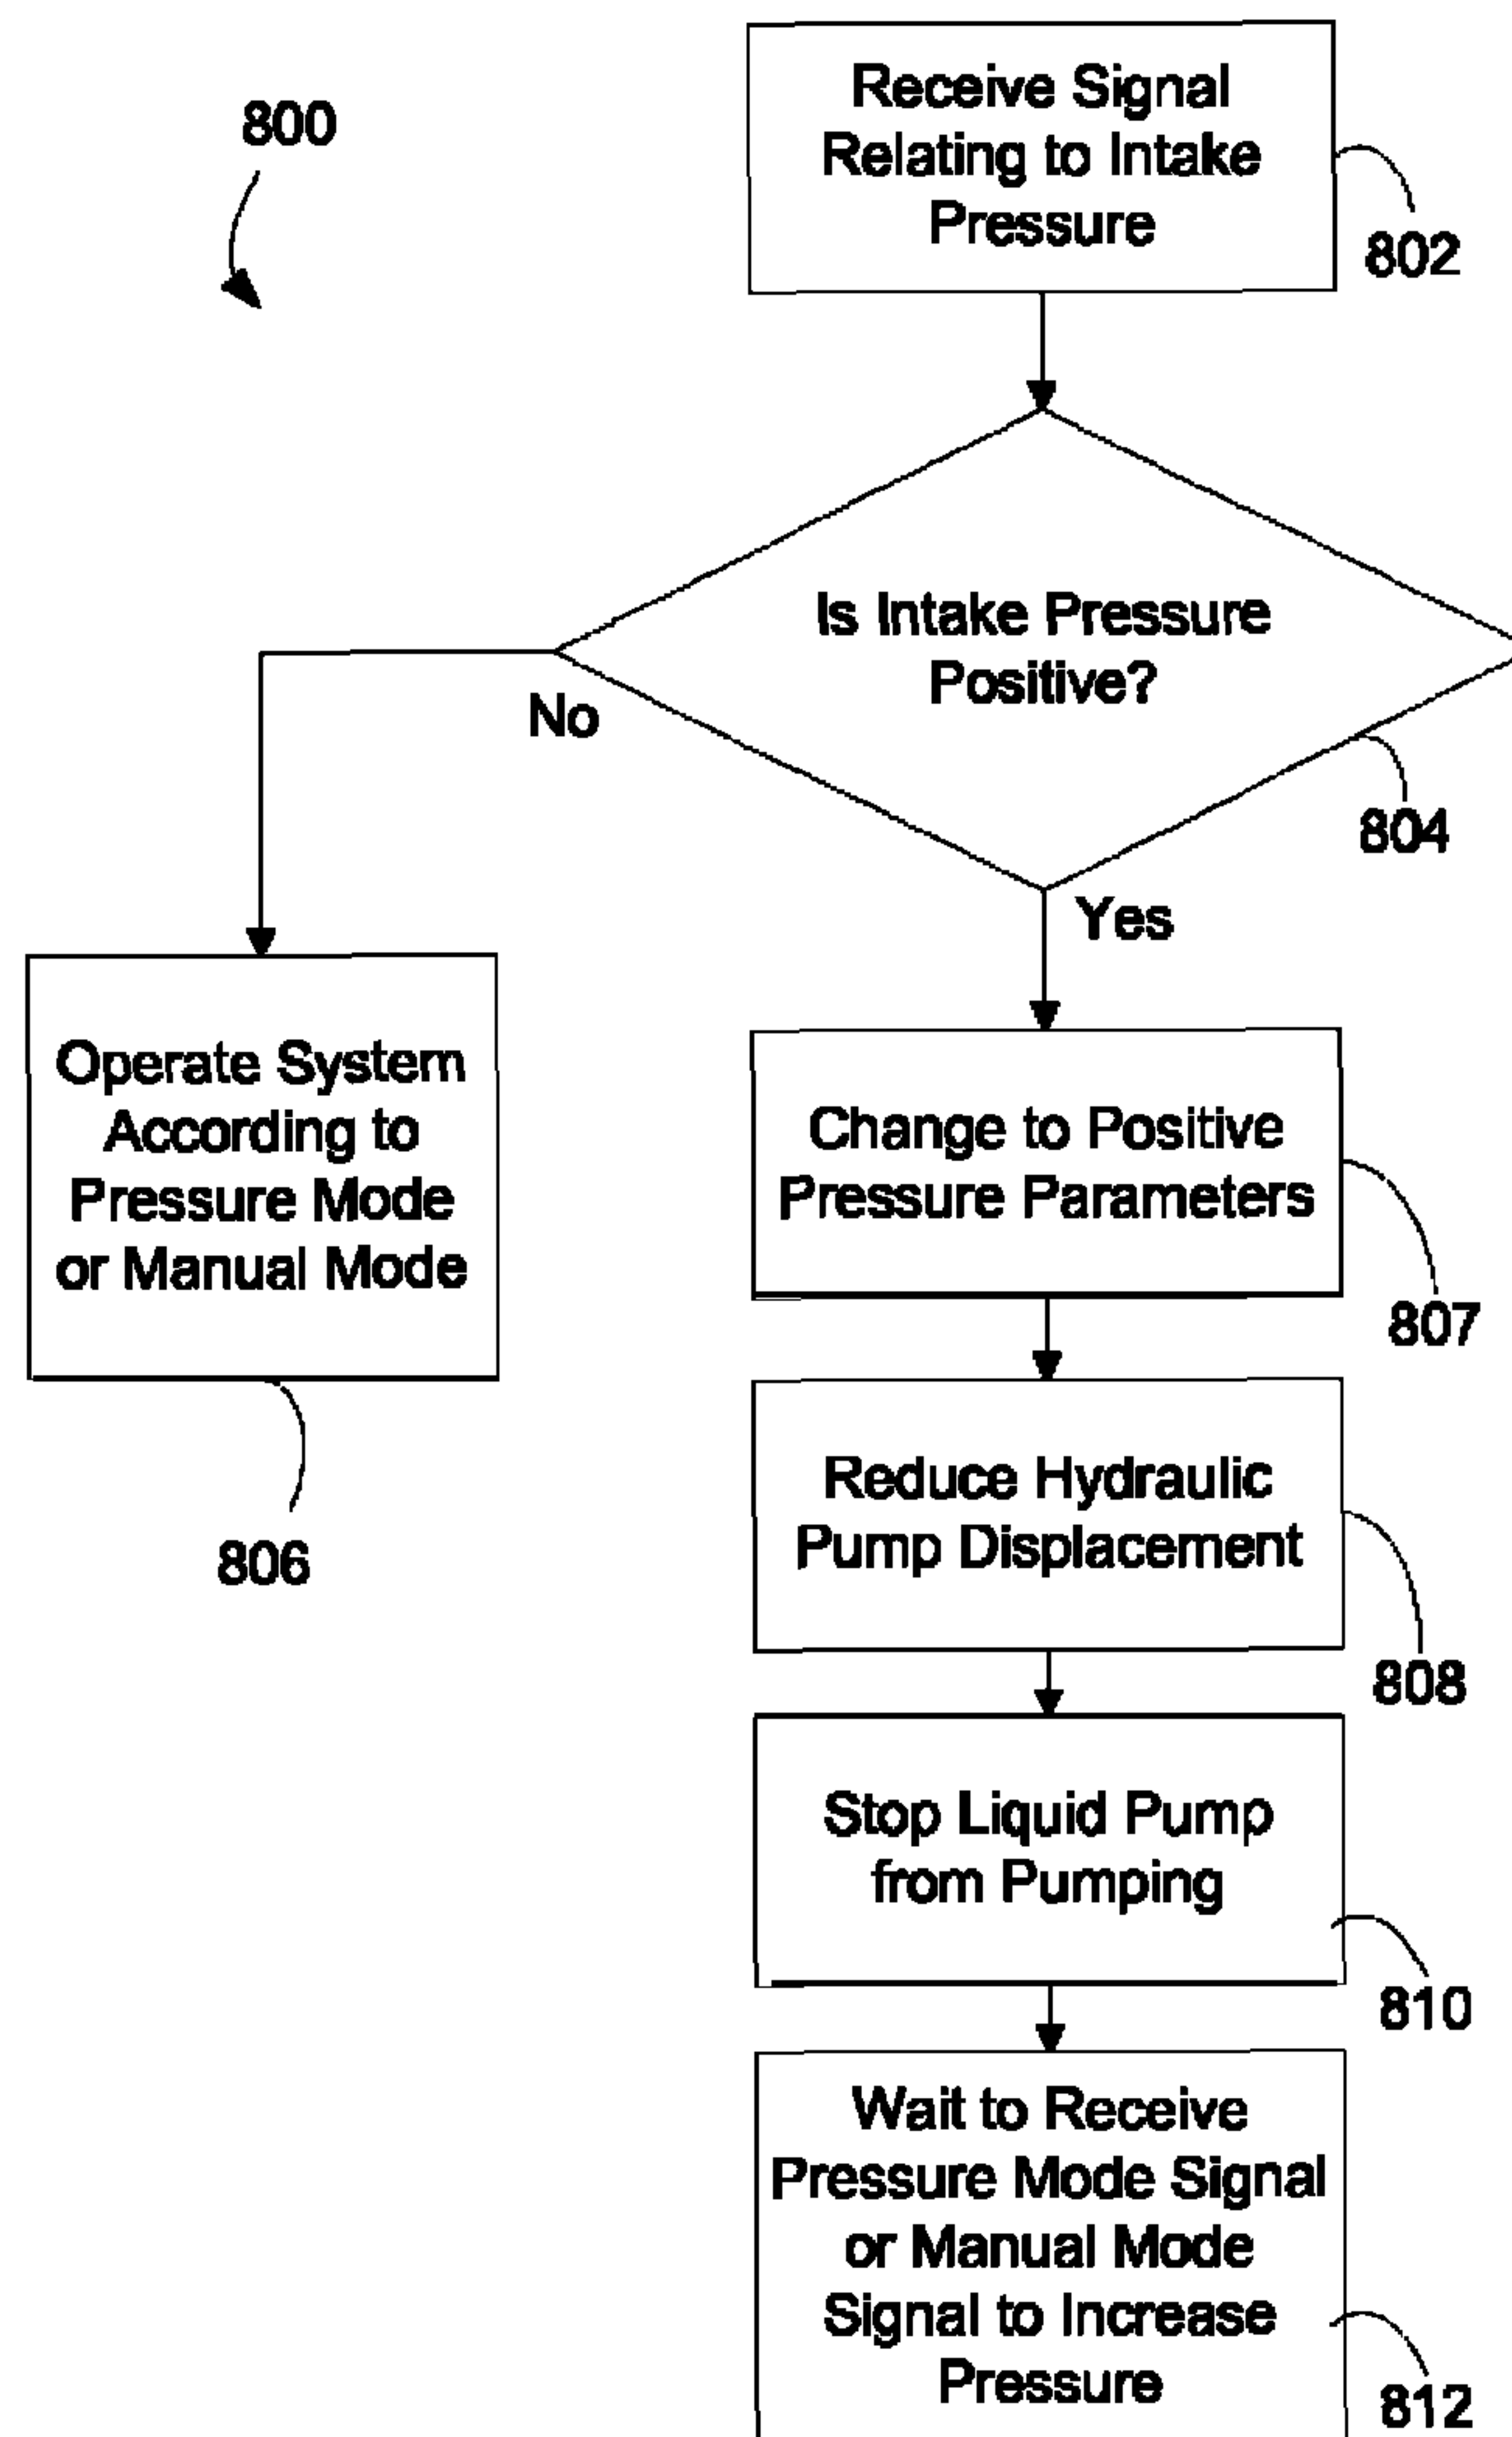 800
Receive Signal
Relating to Intake
Pressure
802
Is Intake Pressure
Positive?
804
No
Yes
Operate System
According to
Pressure Mode
or Manual Mode
806
Change to Positive
Pressure Parameters
807
Reduce Hydraulic
Pump Displacement
808
Stop Liquid Pump
from Pumping
810
Wait to Receive
Pressure Mode Signal
or Manual Mode
Signal to Increase
Pressure
812